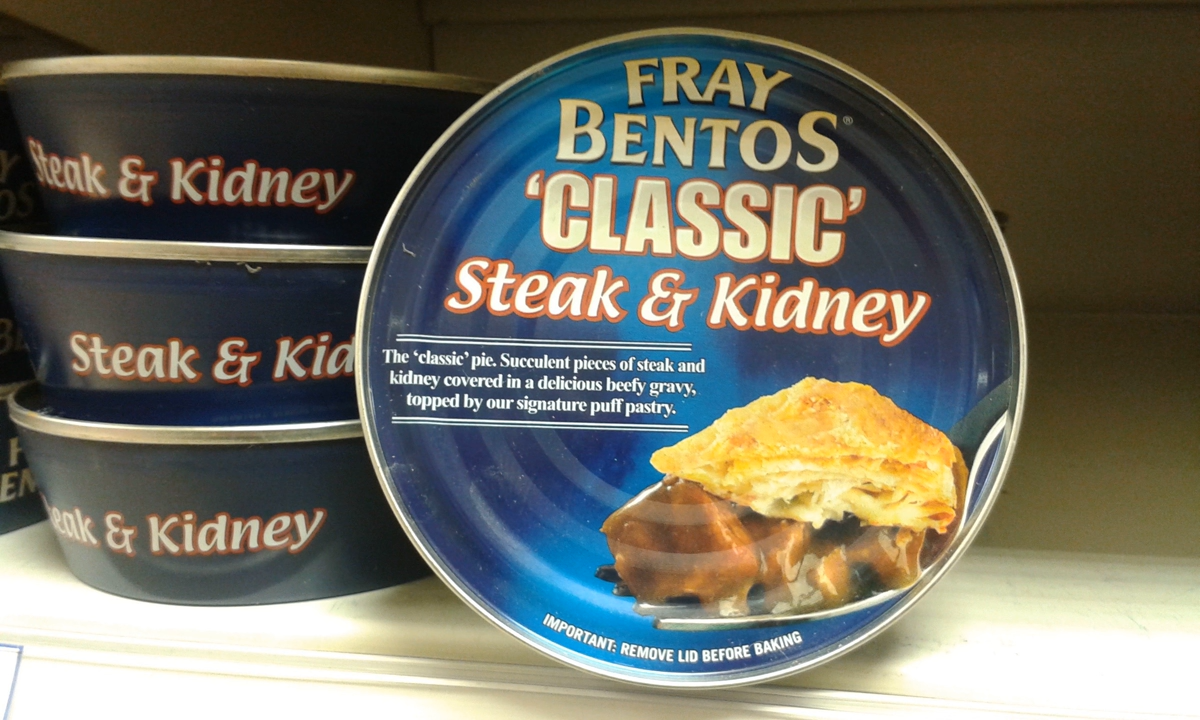 FRAY
BENTOS®
‘CLASSIC’
Steak & Kidney
The ‘classic’ pie. Succulent pieces of steak and
kidney covered in a delicious beefy gravy,
topped by our signature puff pastry.
IMPORTANT: REMOVE LID BEFORE BAKING
Steak & Kidney
Steak & Kid
eak & Kidney